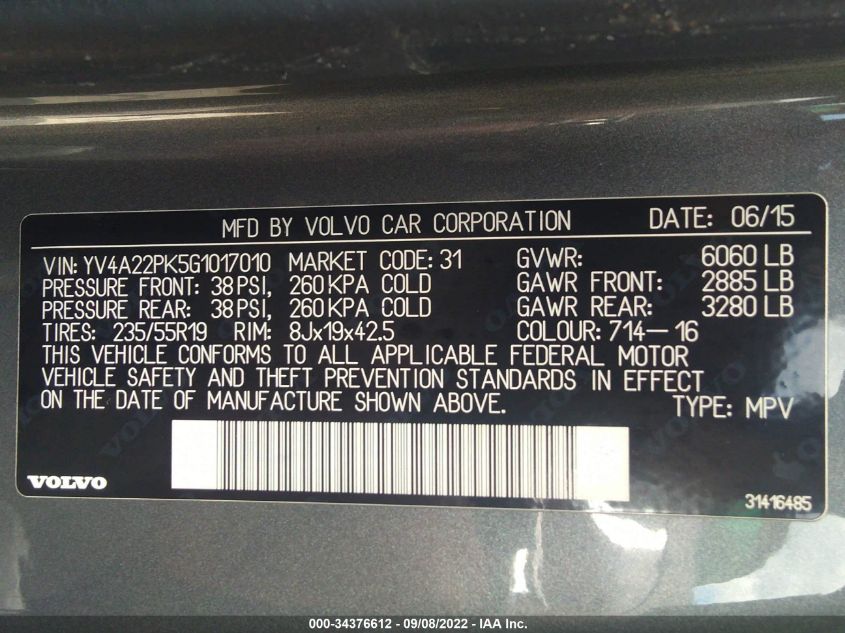 MFD BY VOLVO CAR CORPORATION DATE: 06/15
VIN: YV4A22PK5G1017010 MARKET CODE: 31 GVWR: 6060 LB
PRESSURE FRONT: 38 PSI, 260 KPA COLD GAWR FRONT: 2885 LB
PRESSURE REAR: 38 PSI, 260 KPA COLD GAWR REAR: 3280 LB
TIRES: 235/55R19 RIM: 8Jx19x42.5 COLOUR: 714-16
THIS VEHICLE CONFORMS TO ALL APPLICABLE FEDERAL MOTOR
VEHICLE SAFETY AND THEFT PREVENTION STANDARDS IN EFFECT
ON THE DATE OF MANUFACTURE SHOWN ABOVE. TYPE: MPV
VOLVO
31416485
000-34376612 - 09/08/2022 - IAA Inc.